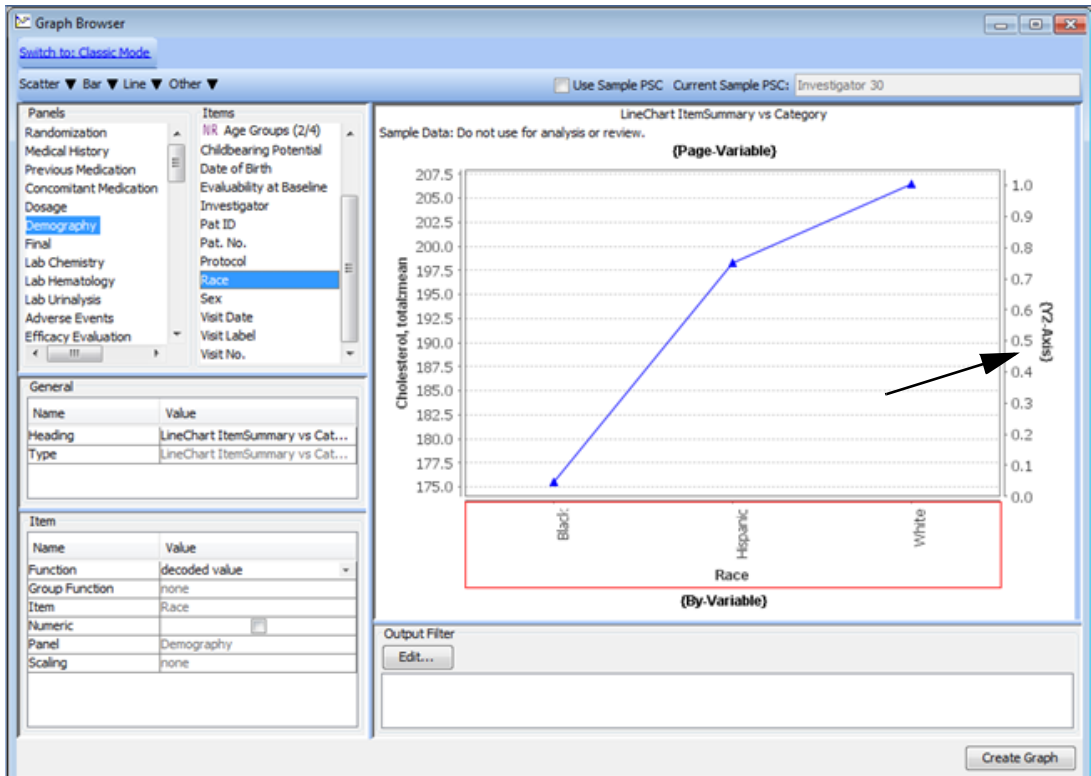 Graph Browser
Switch to: Classic Mode
Scatter ▼ Bar ▼ Line ▼ Other ▼
Use Sample PSC Current Sample PSC: Investigator 30
Panels
Randomization
Medical History
Previous Medication
Concomitant Medication
Dosage
Demography
Final
Lab Chemistry
Lab Hematology
Lab Urinalysis
Adverse Events
Efficacy Evaluation
Items
NR Age Groups (2/4)
Childbearing Potential
Date of Birth
Evaluability at Baseline
Investigator
Pat ID
Pat. No.
Protocol
Race
Sex
Visit Date
Visit Label
Visit No.
General
Name Value
Heading LineChart ItemSummary vs Cat...
Type LineChart ItemSummary vs Cat...
Item
Name Value
Function decoded value
Group Function none
Item Race
Numeric
Panel Demography
Scaling none
LineChart ItemSummary vs Category
Sample Data: Do not use for analysis or review.
{Page-Variable}
Cholesterol, total:mean
207.5
205.0
202.5
200.0
197.5
195.0
192.5
190.0
187.5
185.0
182.5
180.0
177.5
175.0
1.0
0.9
0.8
0.7
0.6
0.5
0.4
0.3
0.2
0.1
0.0
{Y2-Axis}
Black
Hispanic
White
Race
{By-Variable}
Output Filter
Edit...
Create Graph